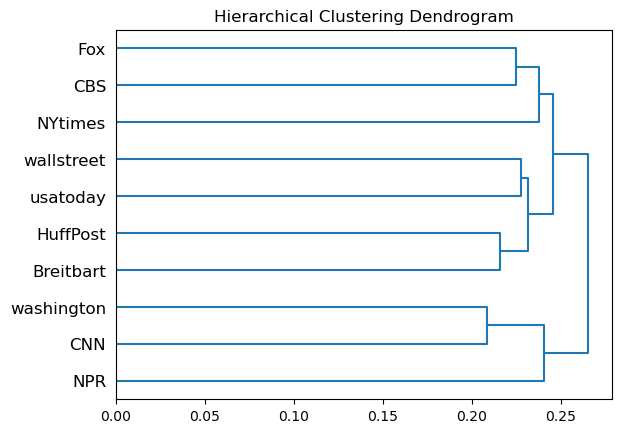 Hierarchical Clustering Dendrogram
Fox
CBS
NYtimes
wallstreet
usatoday
HuffPost
Breitbart
washington
CNN
NPR
0.00 0.05 0.10 0.15 0.20 0.25